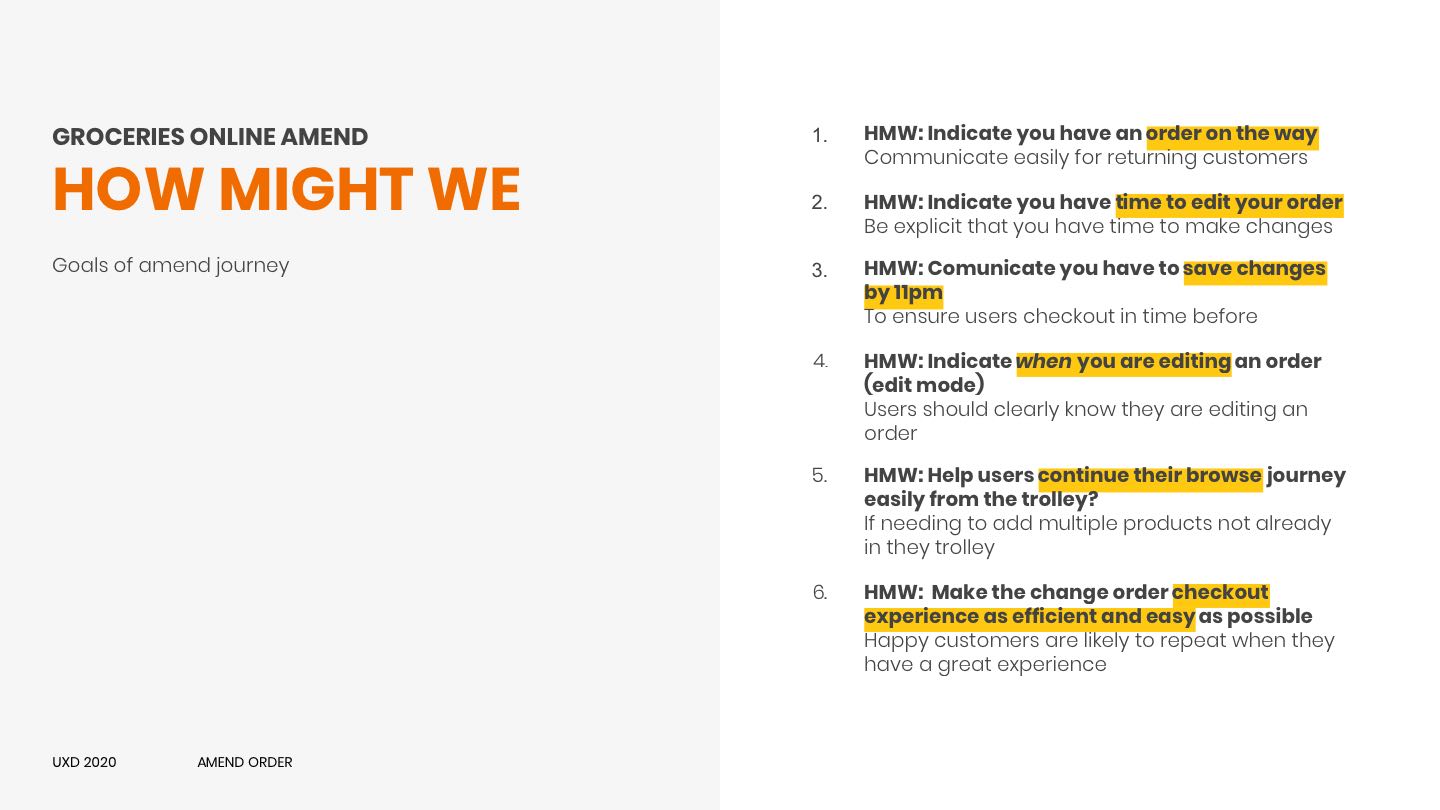 GROCERIES ONLINE AMEND
HOW MIGHT WE
Goals of amend journey
1. HMW: Indicate you have an order on the way
Communicate easily for returning customers
2. HMW: Indicate you have time to edit your order
Be explicit that you have time to make changes
3. HMW: Comunicate you have to save changes
by 11pm
To ensure users checkout in time before
4. HMW: Indicate when you are editing an order
(edit mode)
Users should clearly know they are editing an
order
5. HMW: Help users continue their browse journey
easily from the trolley?
If needing to add multiple products not already
in they trolley
6. HMW: Make the change order checkout
experience as efficient and easy as possible
Happy customers are likely to repeat when they
have a great experience
UXD 2020 AMEND ORDER